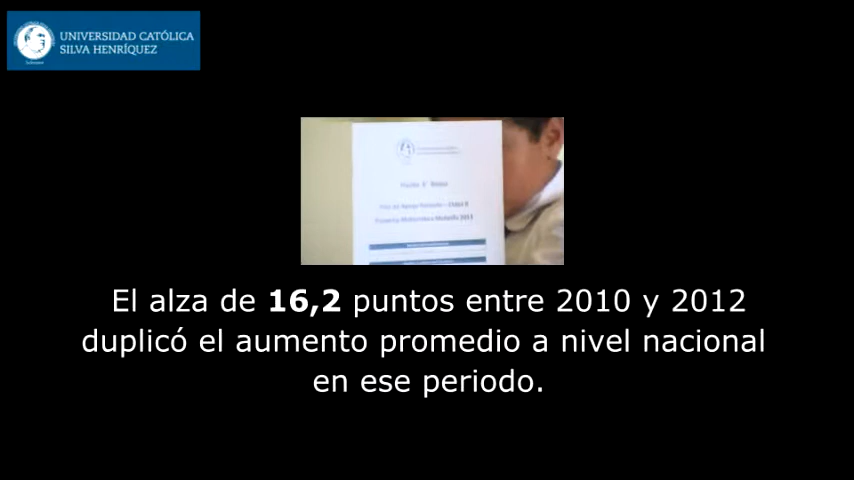 UNIVERSIDAD CATÓLICA
SILVA HENRÍQUEZ
El alza de 16,2 puntos entre 2010 y 2012
duplicó el aumento promedio a nivel nacional
en ese periodo.